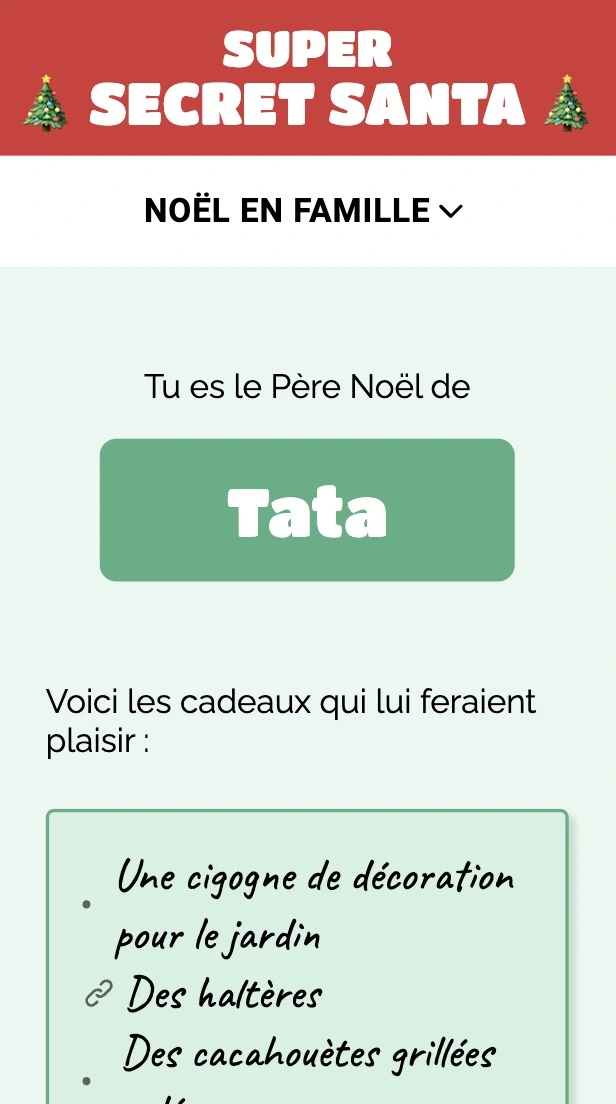 SUPER
SECRET SANTA
NOËL EN FAMILLE
Tu es le Père Noël de
Tata
Voici les cadeaux qui lui feraient
plaisir :
Une cigogne de décoration
pour le jardin
Des haltères
Des cacahouètes grillées